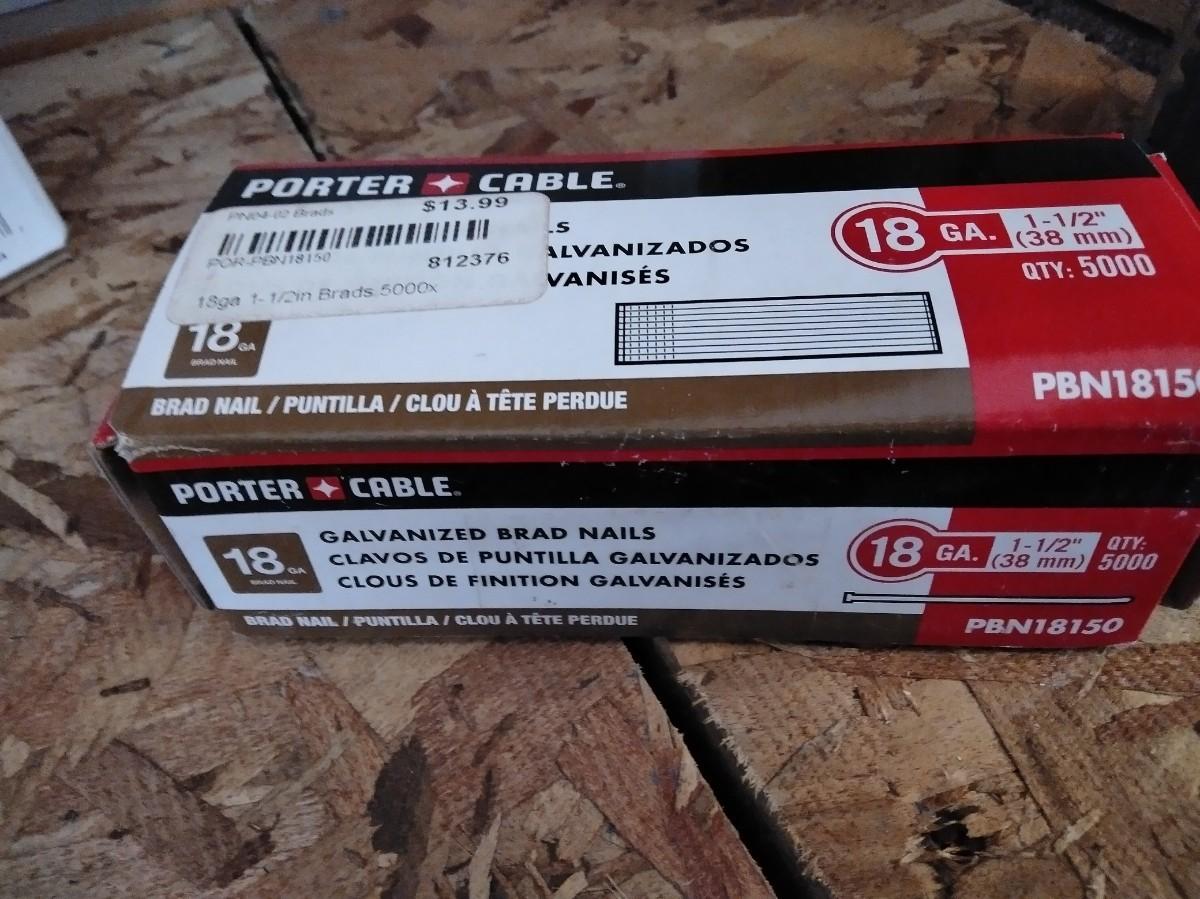 PORTER CABLE
PN04-02 Brads $13.99
POR-PBN18150 812376
18ga 1-1/2in Brads 5000x
LS
ALVANIZADOS
VANISÉS
18 GA
BRAD NAIL
18 GA. 1-1/2"
(38 mm)
QTY: 5000
BRAD NAIL / PUNTILLA / CLOU À TÊTE PERDUE
PBN18150
PORTER CABLE
18 GA
BRAD NAIL
GALVANIZED BRAD NAILS
CLAVOS DE PUNTILLA GALVANIZADOS
CLOUS DE FINITION GALVANISÉS
18 GA. 1-1/2"
(38 mm)
QTY:
5000
BRAD NAIL / PUNTILLA / CLOU À TÊTE PERDUE
PBN18150